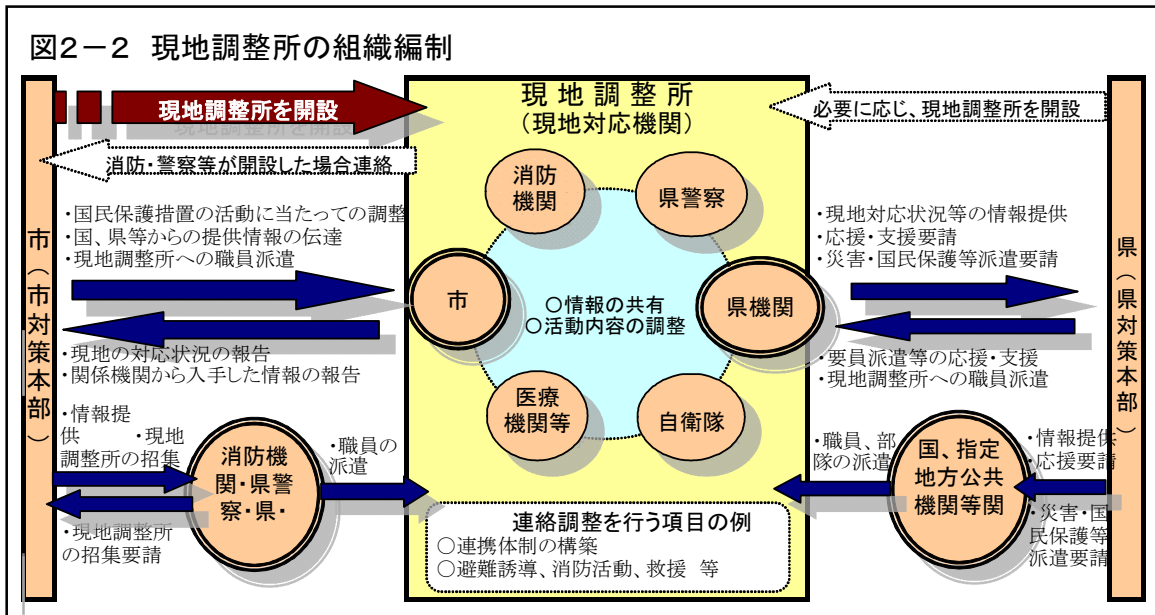 図2-2 現地調整所の組織編制
現地調整所を開設
消防・警察等が開設した場合連絡
現地調整所
(現地対応機関)
必要に応じ、現地調整所を開設
市(市対策本部)
・国民保護措置の活動に当たっての調整
・国、県等からの提供情報の伝達
・現地調整所への職員派遣
・現地の対応状況の報告
・関係機関から入手した情報の報告
・情報提
供 ・現地
調整所の招集
・現地調整所
の招集要請
消防機
関・県警
察・県・
・職員の
派遣
消防
機関
県警察
市
○情報の共有
○活動内容の調整
県機関
医療
機関等
自衛隊
連絡調整を行う項目の例
○連携体制の構築
○避難誘導、消防活動、救援 等
・現地対応状況等の情報提供
・応援・支援要請
・災害・国民保護等派遣要請
・要員派遣等の応援・支援
・現地調整所への職員派遣
・職員、部
隊の派遣
国、指定
地方公共
機関等関
・情報提供
・応援要請
・災害・国
民保護等
派遣要請
県(県対策本部)